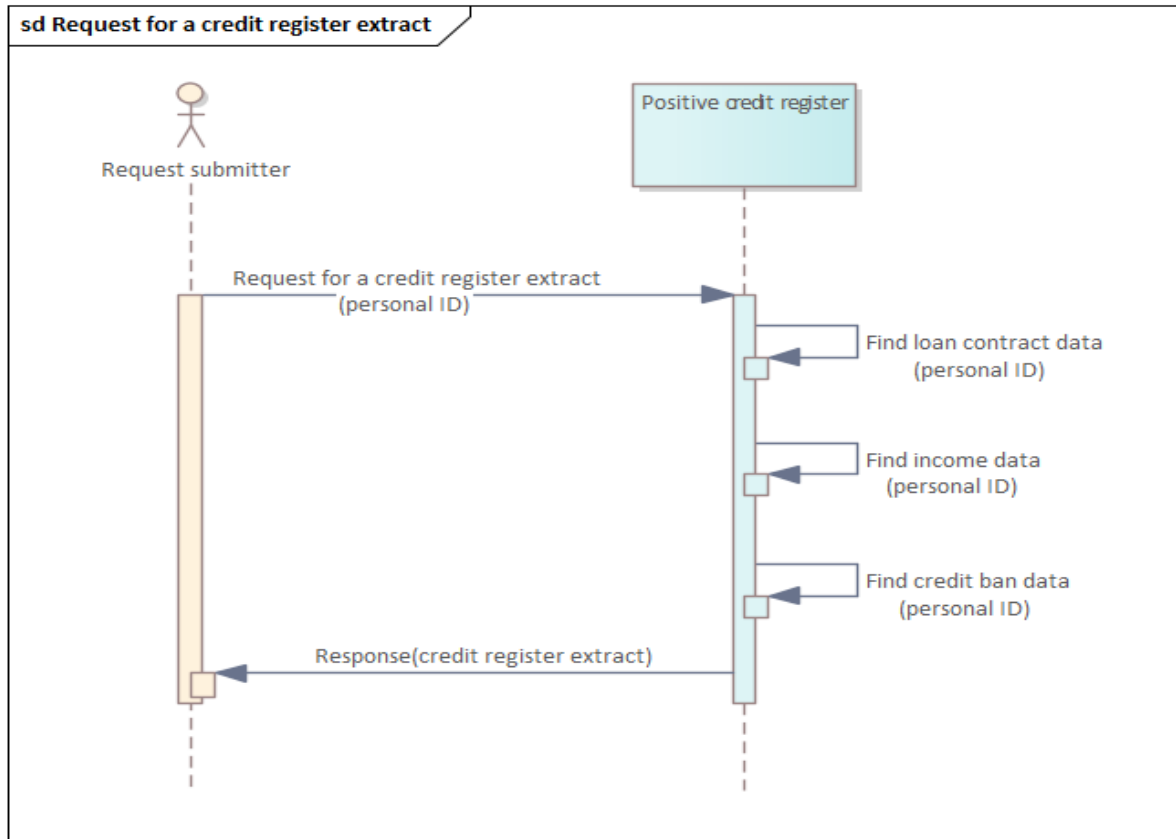 sd Request for a credit register extract
Request submitter
Positive credit register
Request for a credit register extract
(personal ID)
Find loan contract data
(personal ID)
Find income data
(personal ID)
Find credit ban data
(personal ID)
Response(credit register extract)